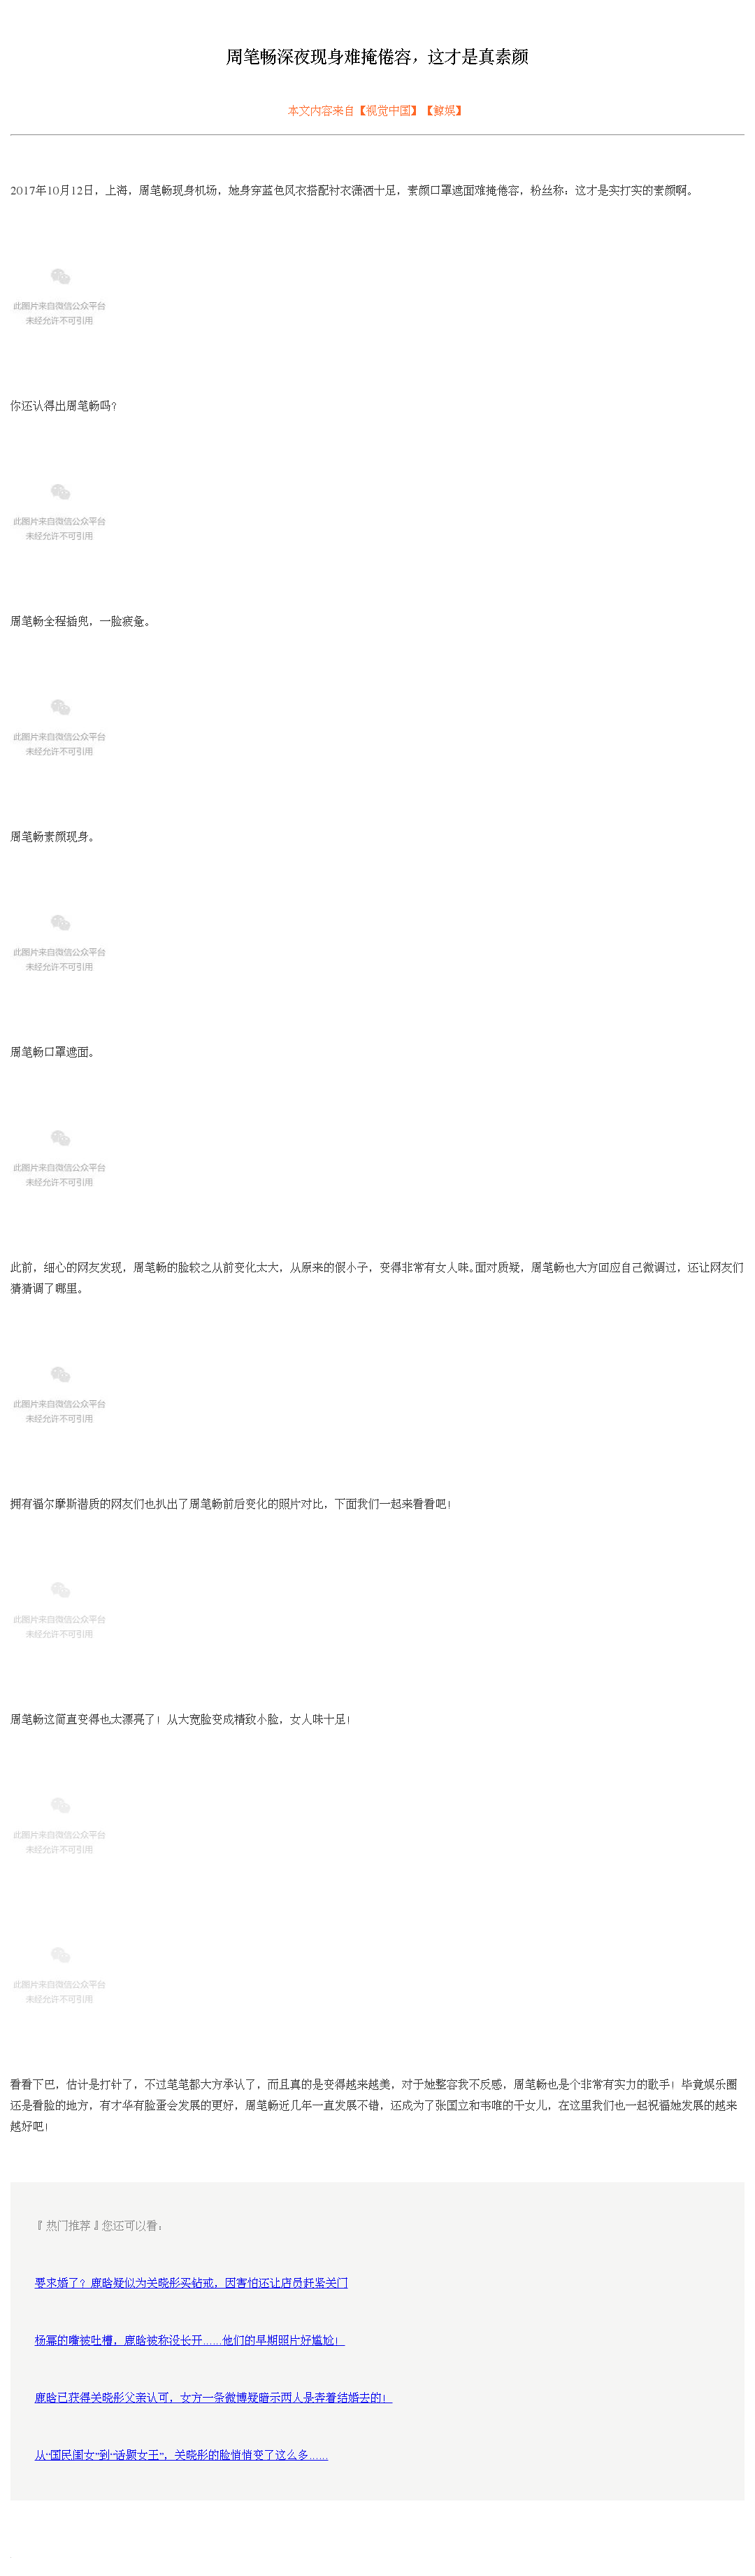 周笔畅深夜现身难掩倦容，这才是真素颜
本文内容来自【视觉中国】【鲸娱】
2017年10月12日，上海，周笔畅现身机场，她身穿蓝色风衣搭配衬衣潇洒十足，素颜口罩遮面难掩倦容，粉丝称：这才是实打实的素颜啊。
此图片来自微信公众平台
未经允许不可引用
你还认得出周笔畅吗？
此图片来自微信公众平台
未经允许不可引用
周笔畅全程插兜，一脸疲惫。
此图片来自微信公众平台
未经允许不可引用
周笔畅素颜现身。
此图片来自微信公众平台
未经允许不可引用
周笔畅口罩遮面。
此图片来自微信公众平台
未经允许不可引用
此前，细心的网友发现，周笔畅的脸较之从前变化太大，从原来的假小子，变得非常有女人味。面对质疑，周笔畅也大方回应自己微调过，还让网友们
猜猜调了哪里。
此图片来自微信公众平台
未经允许不可引用
拥有福尔摩斯潜质的网友们也扒出了周笔畅前后变化的照片对比，下面我们一起来看看吧！
此图片来自微信公众平台
未经允许不可引用
周笔畅这简直变得也太漂亮了！从大宽脸变成精致小脸，女人味十足！
此图片来自微信公众平台
未经允许不可引用
此图片来自微信公众平台
未经允许不可引用
看看下巴，估计是打针了，不过笔笔都大方承认了，而且真的是变得越来越美，对于她整容我不反感，周笔畅也是个非常有实力的歌手！毕竟娱乐圈
还是看脸的地方，有才华有脸蛋会发展的更好，周笔畅近几年一直发展不错，还成为了张国立和韦唯的干女儿，在这里我们也一起祝福她发展的越来
越好吧！
『热门推荐』您还可以看：
要求婚了？鹿晗疑似为关晓彤买钻戒，因害怕还让店员赶紧关门
杨幂的嘴被吐槽，鹿晗被称没长开……他们的早期照片好尴尬！
鹿晗已获得关晓彤父亲认可，女方一条微博疑暗示两人是奔着结婚去的！
从“国民闺女”到“话题女王”，关晓彤的脸悄悄变了这么多……